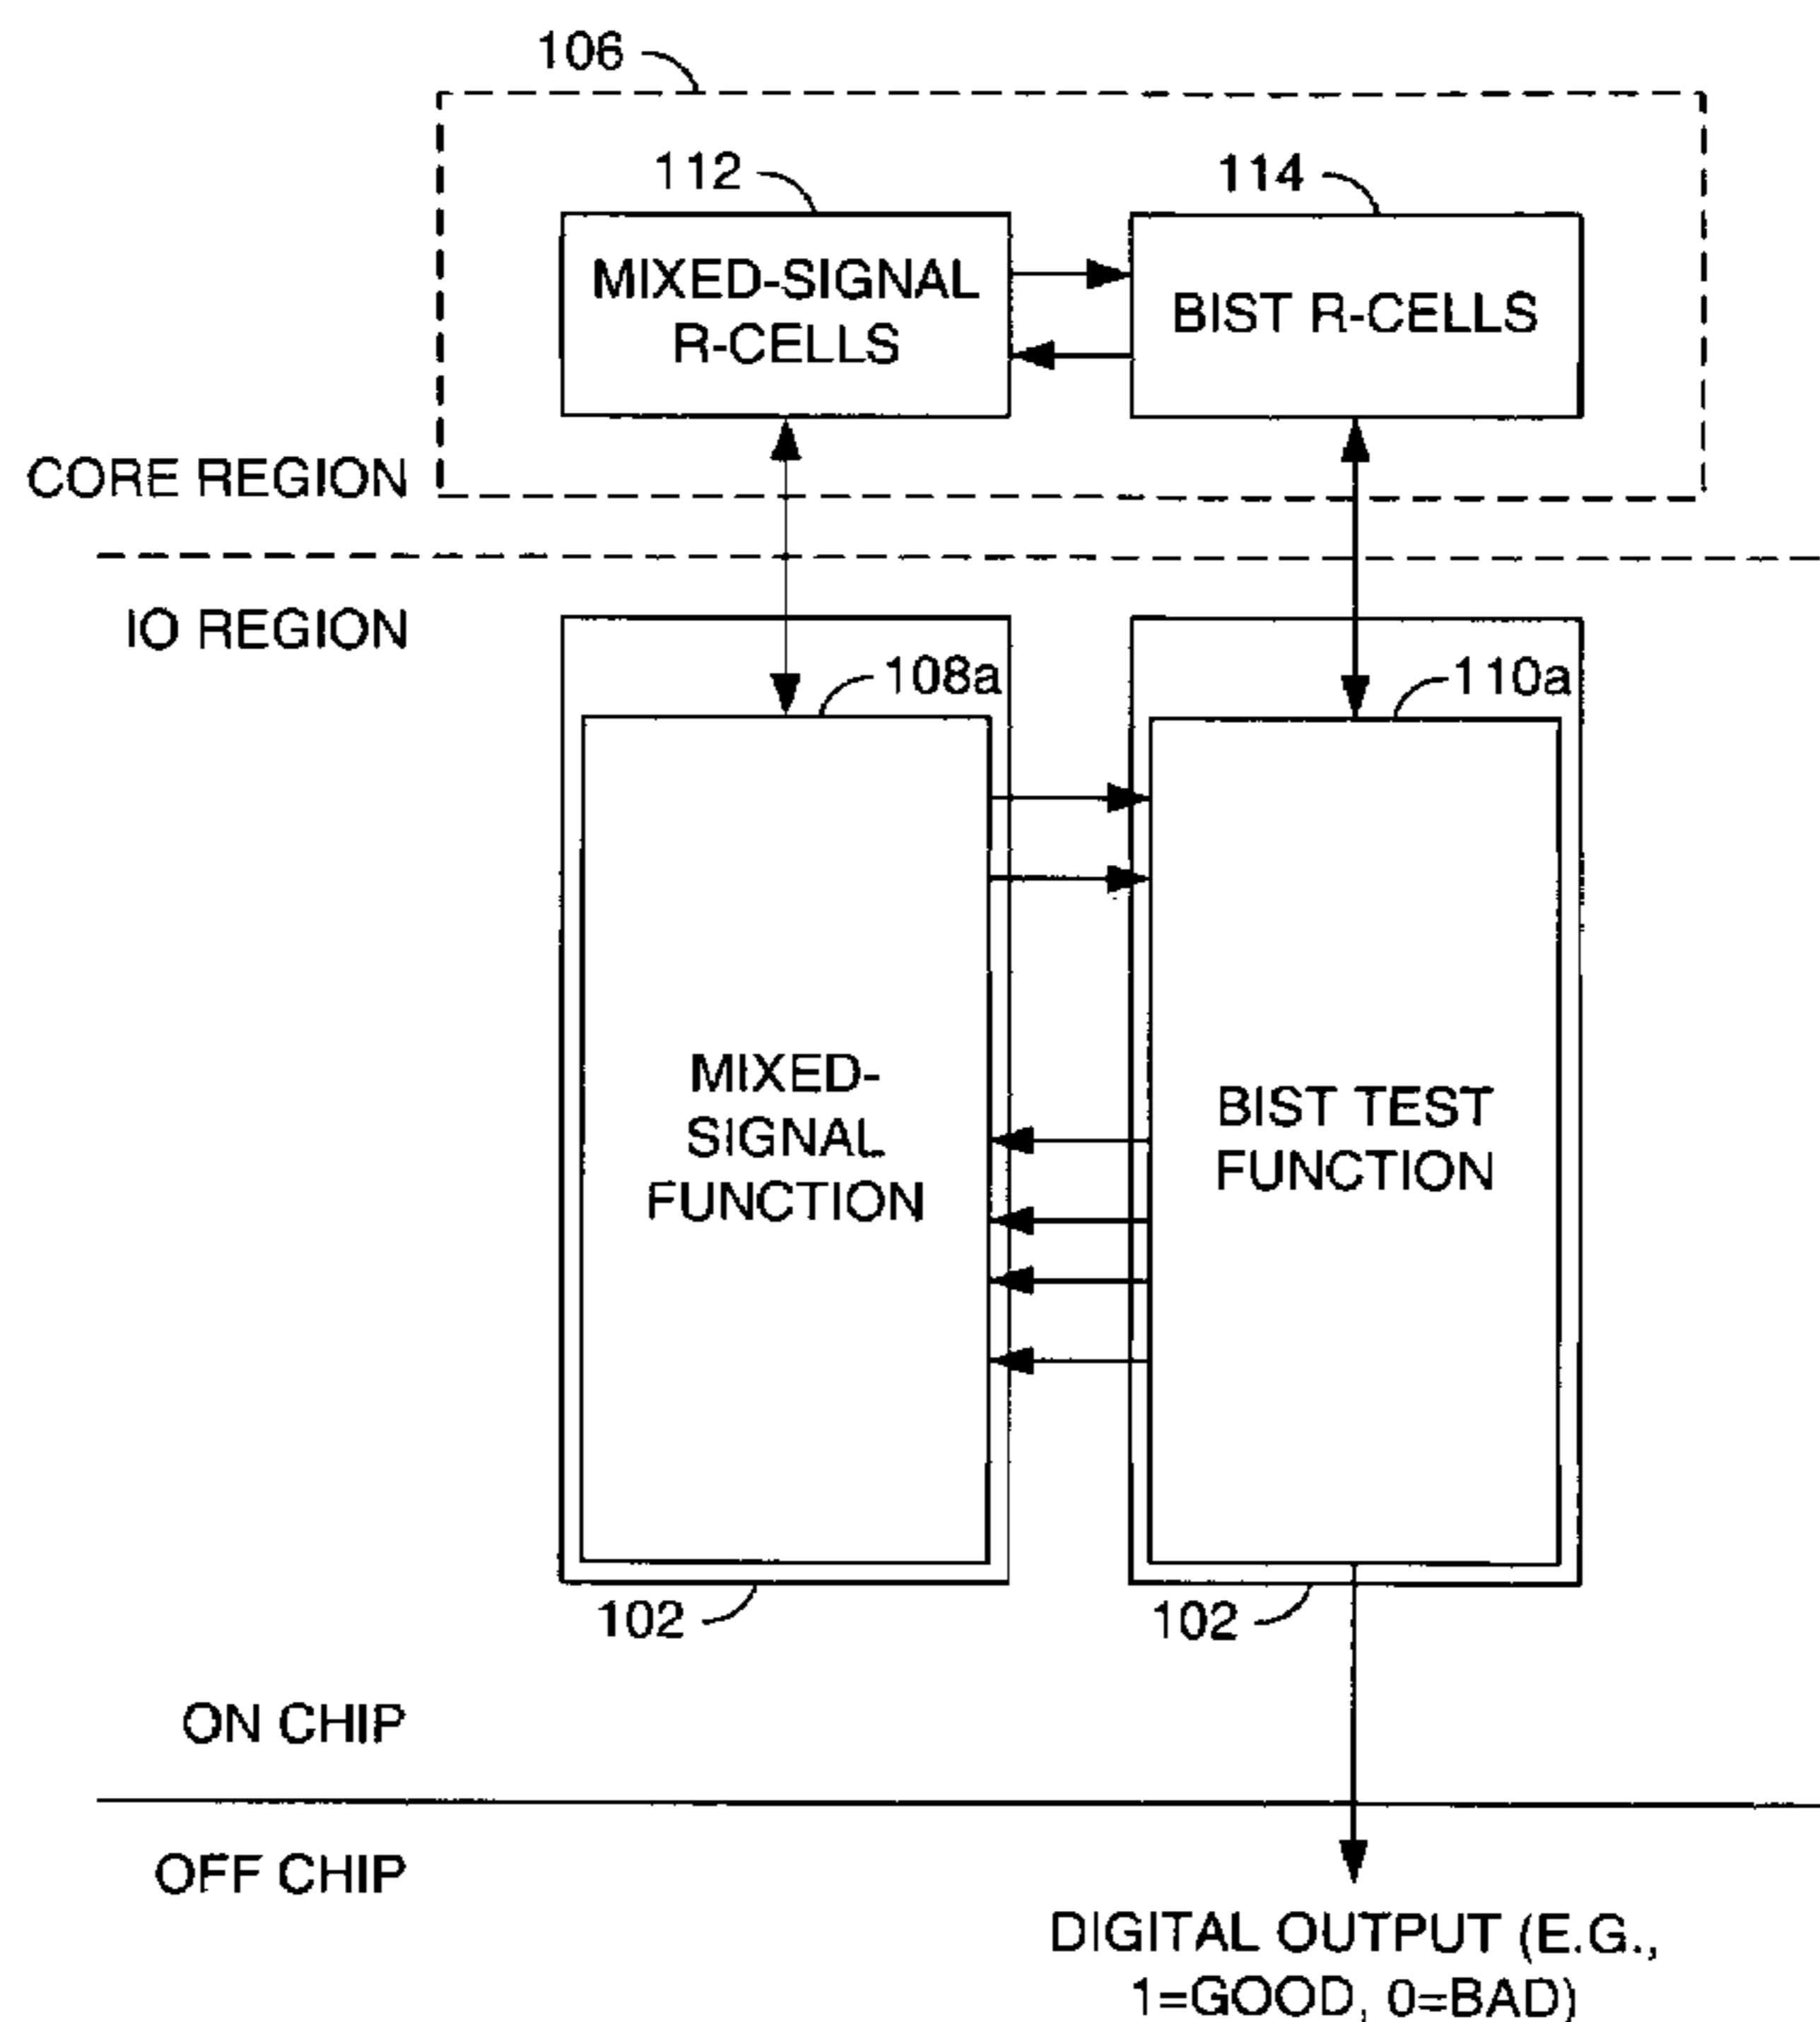 106
112
114
MIXED-SIGNAL
R-CELLS
BIST R-CELLS
CORE REGION
IO REGION
108a
110a
MIXED-
SIGNAL
FUNCTION
BIST TEST
FUNCTION
102
102
ON CHIP
OFF CHIP
DIGITAL OUTPUT (E.G.,
1=GOOD, 0=BAD)